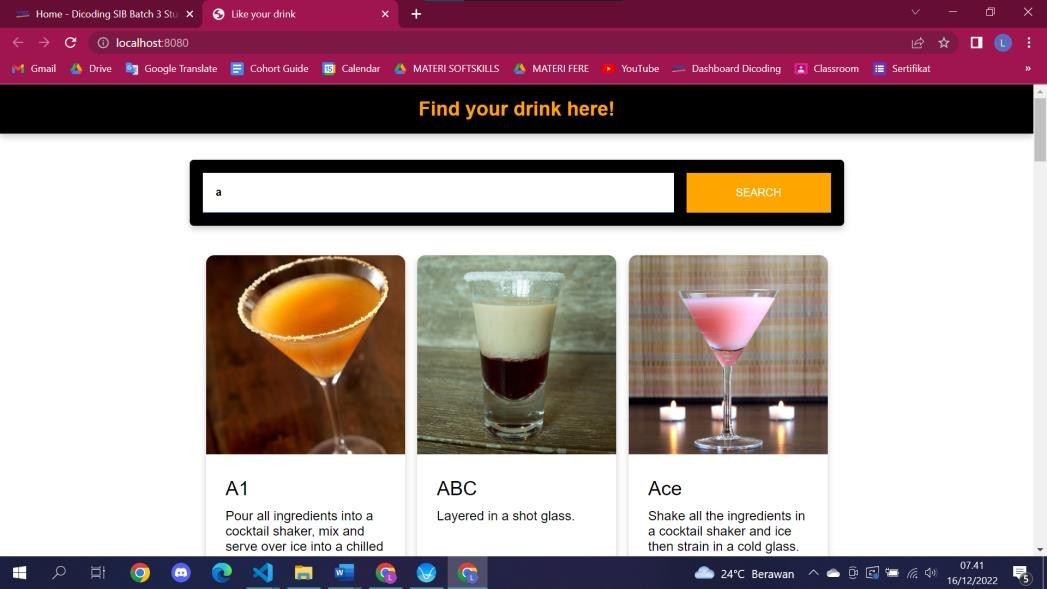 Home - Dicoding SIB Batch 3 Stu
Like your drink
localhost:8080
L
Gmail
Drive
Google Translate
Cohort Guide
Calendar
MATERI SOFTSKILLS
MATERI FERE
YouTube
Dashboard Dicoding
Classroom
Sertifikat
»
Find your drink here!
a
SEARCH
A1
Pour all ingredients into a
cocktail shaker, mix and
serve over ice into a chilled
ABC
Layered in a shot glass.
Ace
Shake all the ingredients in
a cocktail shaker and ice
then strain in a cold glass.
24°C Berawan
07.41
16/12/2022
5